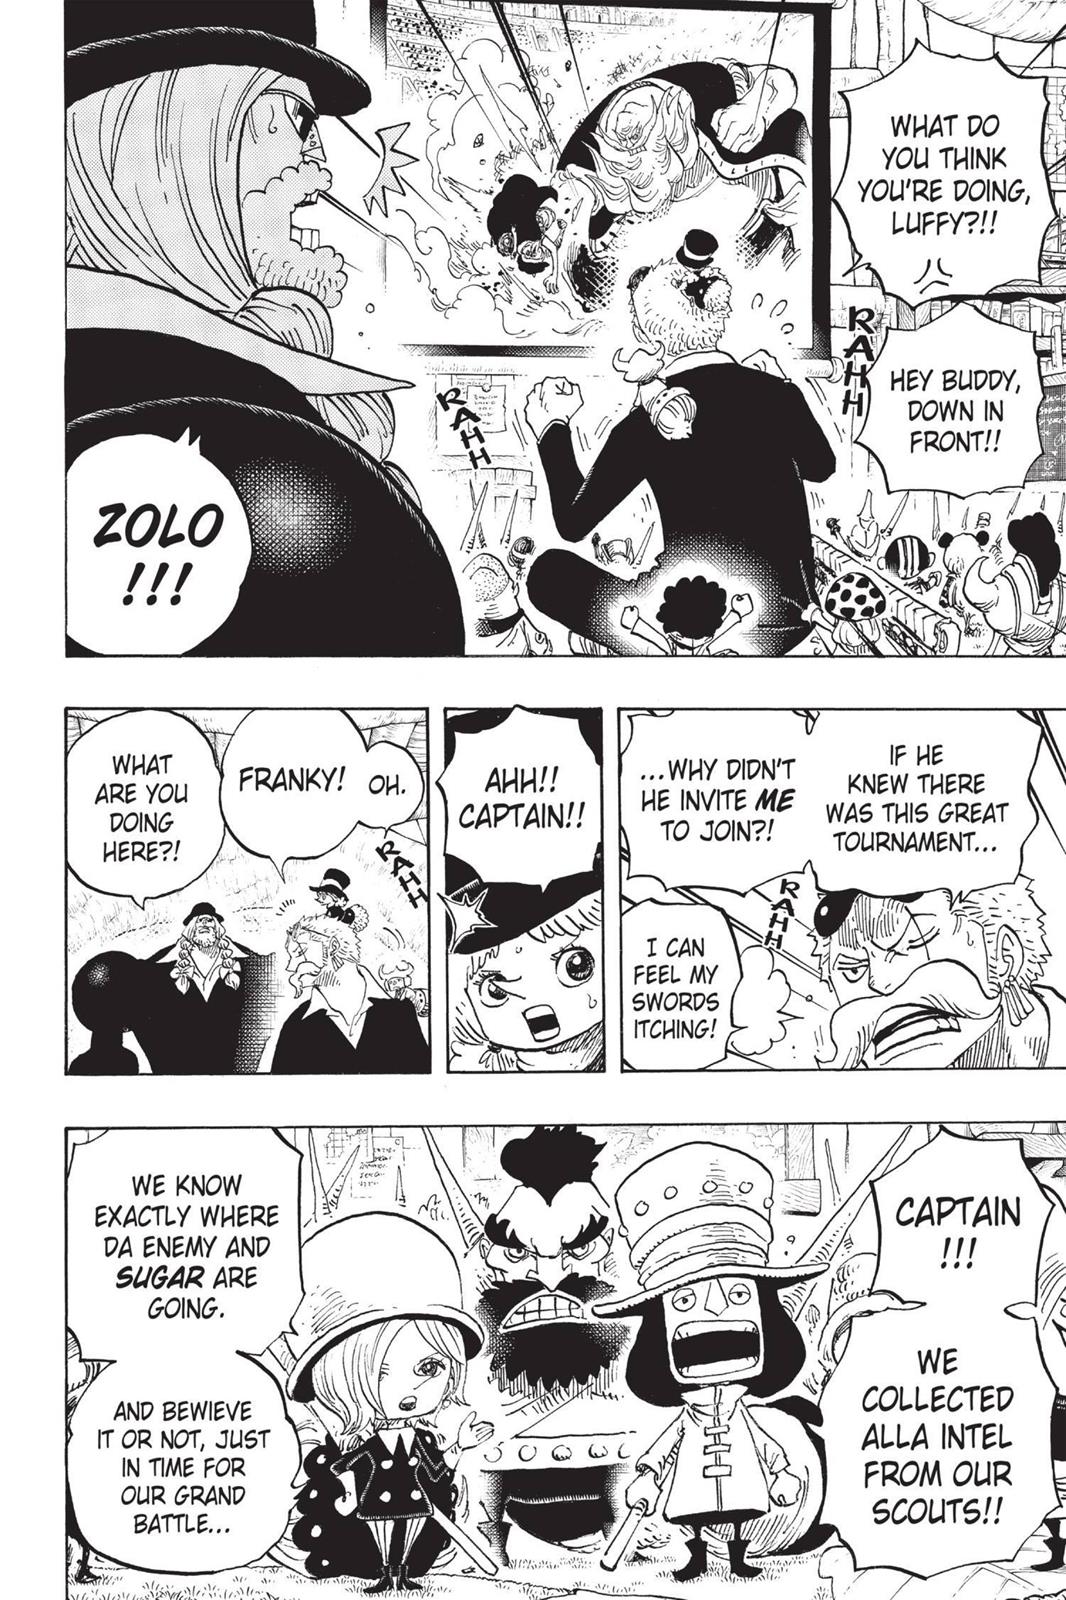 WHAT DO
YOU THINK
YOU'RE DOING,
LUFFY?!!
HEY BUDDY,
DOWN IN
FRONT!!
RAHH
RAHH
ZOLO
!!!
IF HE
KNEW THERE
WAS THIS GREAT
TOURNAMENT...
...WHY DIDN'T
HE INVITE ME
TO JOIN?!
RAHH
I CAN
FEEL MY
SWORDS
ITCHING!
AHH!!
CAPTAIN!!
OH.
FRANKY!
RAHH
WHAT
ARE YOU
DOING
HERE?!
CAPTAIN
!!!
WE
COLLECTED
ALLA INTEL
FROM OUR
SCOUTS!!
WE KNOW
EXACTLY WHERE
DA ENEMY AND
SUGAR ARE
GOING.
AND BEWIEVE
IT OR NOT, JUST
IN TIME FOR
OUR GRAND
BATTLE...